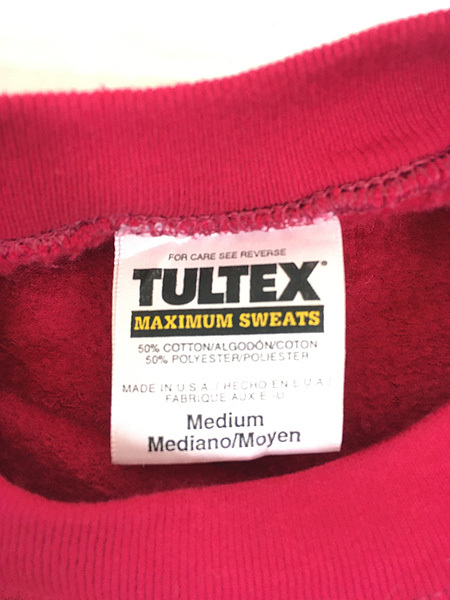 FOR CARE SEE REVERSE
TULTEX®
MAXIMUM SWEATS
50% COTTON/ALGODÓN/COTON
50% POLYESTER/POLIESTER
MADE IN U.S.A. / HECHO EN E.U.A. /
FABRIQUE AUX E.-U.
Medium
Mediano/Moyen